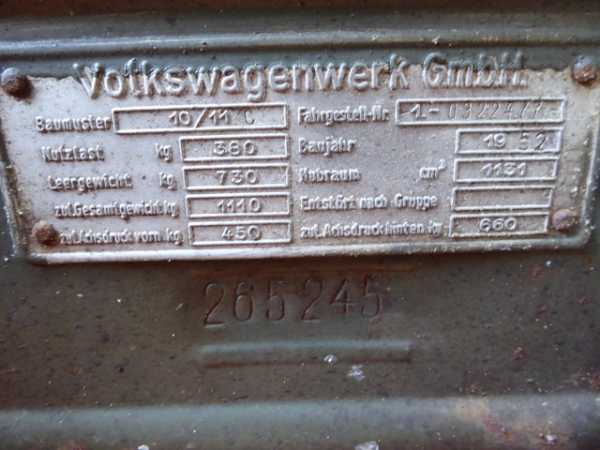 Volkswagenwerk GmbH.
Baumuster 10/11 C Fahrgestell-Nr. 
Nutzlast kg 380 Baujahr 1952
Leergewicht kg 730 Hubraum cm³ 1131
zul. Gesamtgewicht kg 1110 Entstört nach Gruppe
zul. Achsdruck vorn kg 450 zul. Achsdruck hinten kg 660
265245